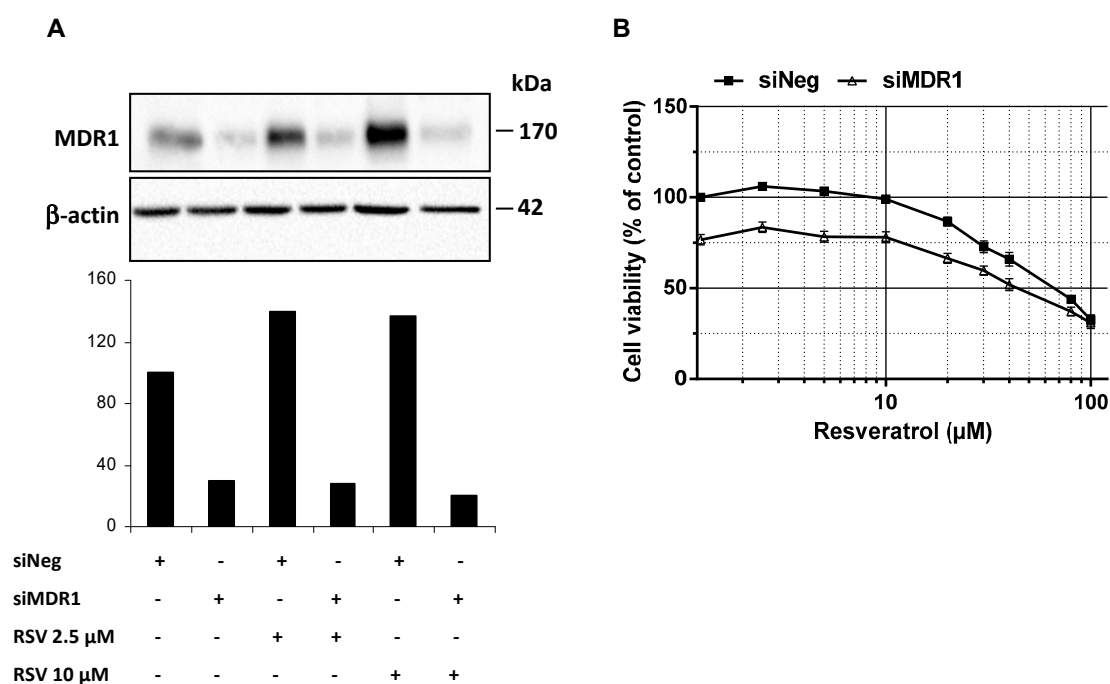 A
kDa
MDR1
170
β-actin
42
160
120
80
40
0
siNeg + - + - + -
siMDR1 - + - + - +
RSV 2.5 µM - - + + - -
RSV 10 µM - - - - + +
B
siNeg siMDR1
150
100
50
0
Cell viability (% of control)
10 100
Resveratrol (µM)